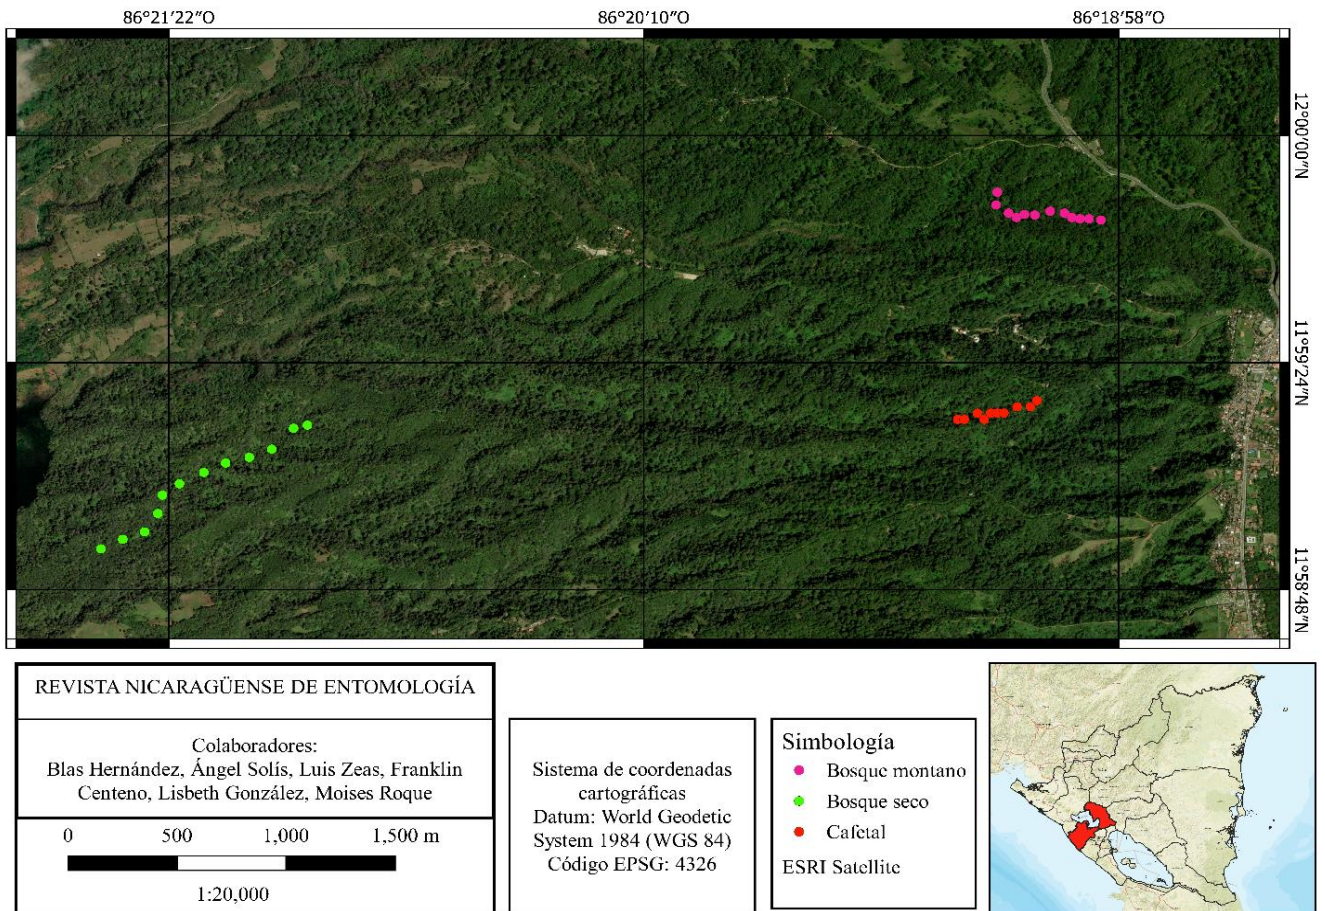 86°21′22″O
86°20′10″O
86°18′58″O
12°00′00″N
11°59′24″N
11°58′48″N
REVISTA NICARAGÜENSE DE ENTOMOLOGÍA
Colaboradores:
Blas Hernández, Ángel Solís, Luis Zeas, Franklin
Centeno, Lisbeth González, Moises Roque
0 500 1,000 1,500 m
1:20,000
Sistema de coordenadas
cartográficas
Datum: World Geodetic
System 1984 (WGS 84)
Código EPSG: 4326
Simbología
Bosque montano
Bosque seco
Cafetal
ESRI Satellite